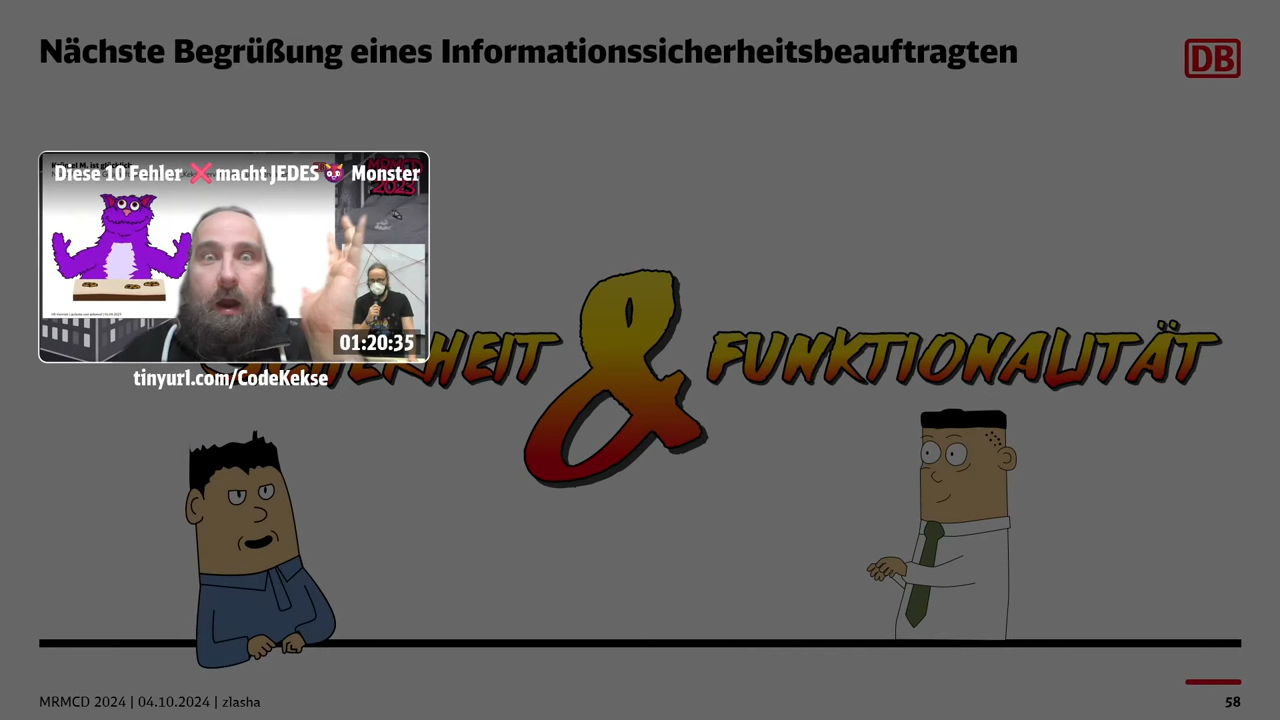 Nächste Begrüßung eines Informationssicherheitsbeauftragten
DB
Diese 10 Fehler ❌ macht JEDES 😈 Monster
MRMCD
2023
01:20:35
tinyurl.com/CodeKekse
& FUNKTIONALITÄT
MRMCD 2024 | 04.10.2024 | zlasha
58